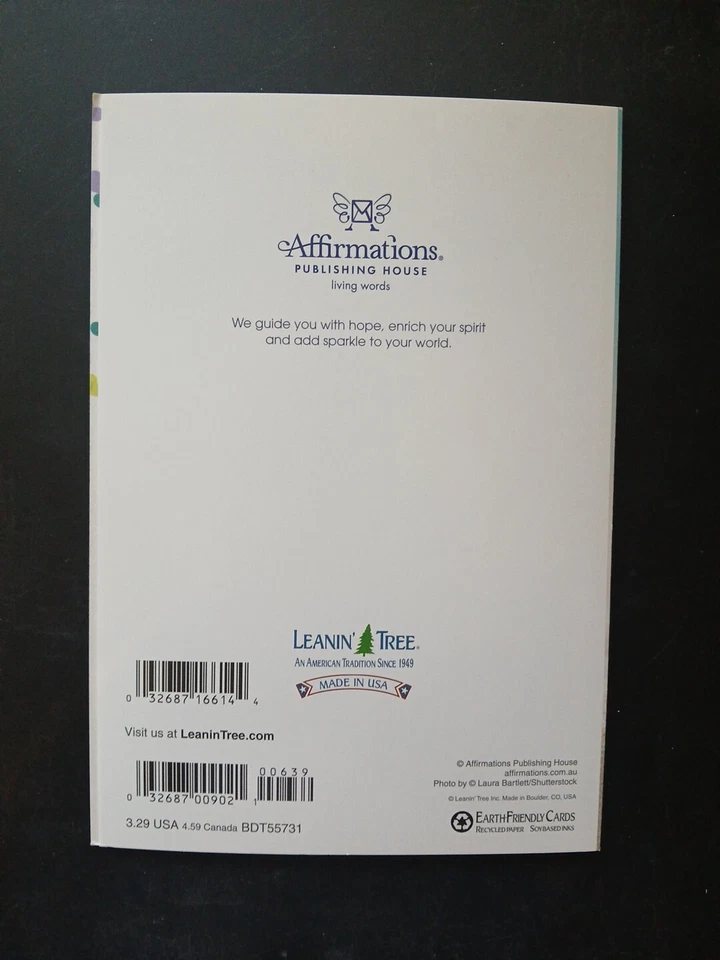 Affirmations®
PUBLISHING HOUSE
living words
We guide you with hope, enrich your spirit
and add sparkle to your world.
LEANIN' TREE®
AN AMERICAN TRADITION SINCE 1949
MADE IN USA
0 32687 16614 4
Visit us at LeaninTree.com
00639
0 32687 00902 1
3.29 USA 4.59 Canada BDT55731
© Affirmations Publishing House
affirmations.com.au
Photo by © Laura Bartlett/Shutterstock
© Leanin' Tree Inc. Made in Boulder, CO, USA
EARTH FRIENDLY CARDS
RECYCLED PAPER SOY BASED INKS